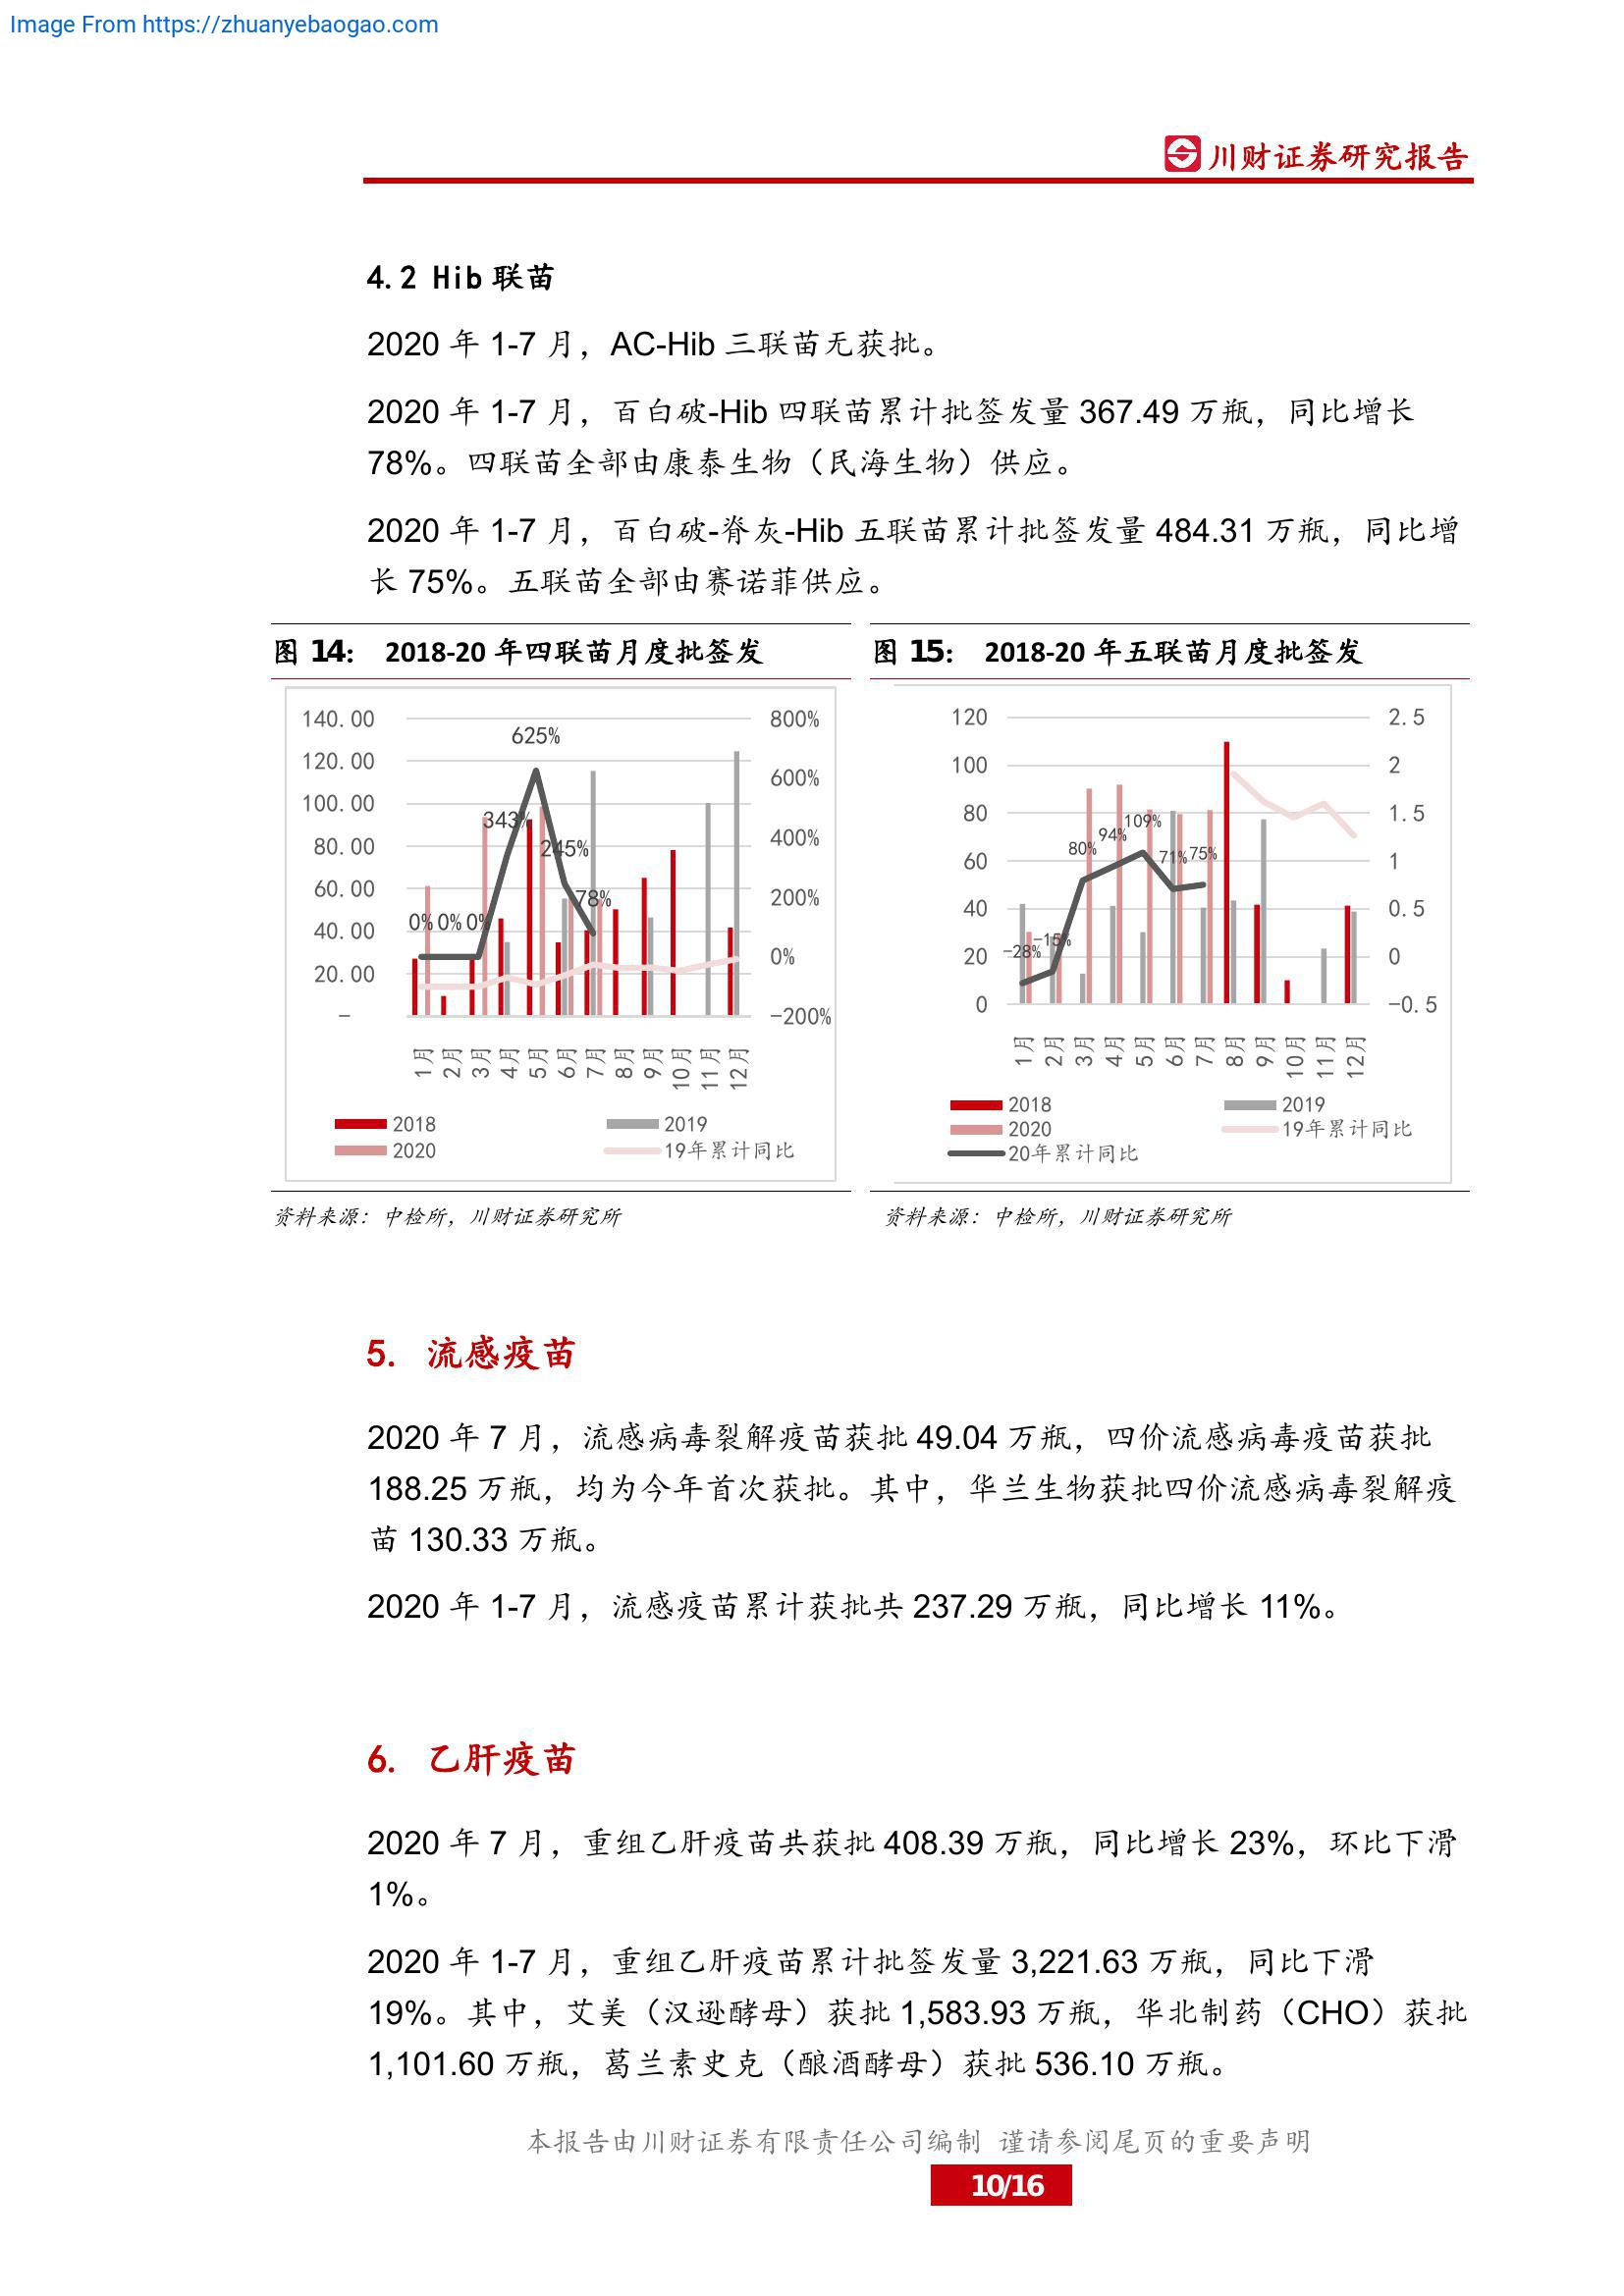 Image From https://zhuanyebaogao.com
川财证券研究报告
4.2 Hib 联苗
2020 年 1-7 月，AC-Hib 三联苗无获批。
2020 年 1-7 月，百白破-Hib 四联苗累计批签发量 367.49 万瓶，同比增长
78%。四联苗全部由康泰生物（民海生物）供应。
2020 年 1-7 月，百白破-脊灰-Hib 五联苗累计批签发量 484.31 万瓶，同比增
长 75%。五联苗全部由赛诺菲供应。
图 14： 2018-20 年四联苗月度批签发
140.00
120.00
100.00
80.00
60.00
40.00
20.00
-
800%
600%
400%
200%
0%
-200%
0% 0% 0% 343% 625% 245% 78%
1月 2月 3月 4月 5月 6月 7月 8月 9月 10月 11月 12月
2018 2019
2020 19年累计同比
资料来源：中检所，川财证券研究所
图 15： 2018-20 年五联苗月度批签发
120
100
80
60
40
20
0
2.5
2
1.5
1
0.5
0
-0.5
-28% -15% 80% 94% 109% 71% 75%
1月 2月 3月 4月 5月 6月 7月 8月 9月 10月 11月 12月
2018 2019
2020 19年累计同比
20年累计同比
资料来源：中检所，川财证券研究所
5. 流感疫苗
2020 年 7 月，流感病毒裂解疫苗获批 49.04 万瓶，四价流感病毒疫苗获批
188.25 万瓶，均为今年首次获批。其中，华兰生物获批四价流感病毒裂解疫
苗 130.33 万瓶。
2020 年 1-7 月，流感疫苗累计获批共 237.29 万瓶，同比增长 11%。
6. 乙肝疫苗
2020 年 7 月，重组乙肝疫苗共获批 408.39 万瓶，同比增长 23%，环比下滑
1%。
2020 年 1-7 月，重组乙肝疫苗累计批签发量 3,221.63 万瓶，同比下滑
19%。其中，艾美（汉逊酵母）获批 1,583.93 万瓶，华北制药（CHO）获批
1,101.60 万瓶，葛兰素史克（酿酒酵母）获批 536.10 万瓶。
本报告由川财证券有限责任公司编制 谨请参阅尾页的重要声明
10/16